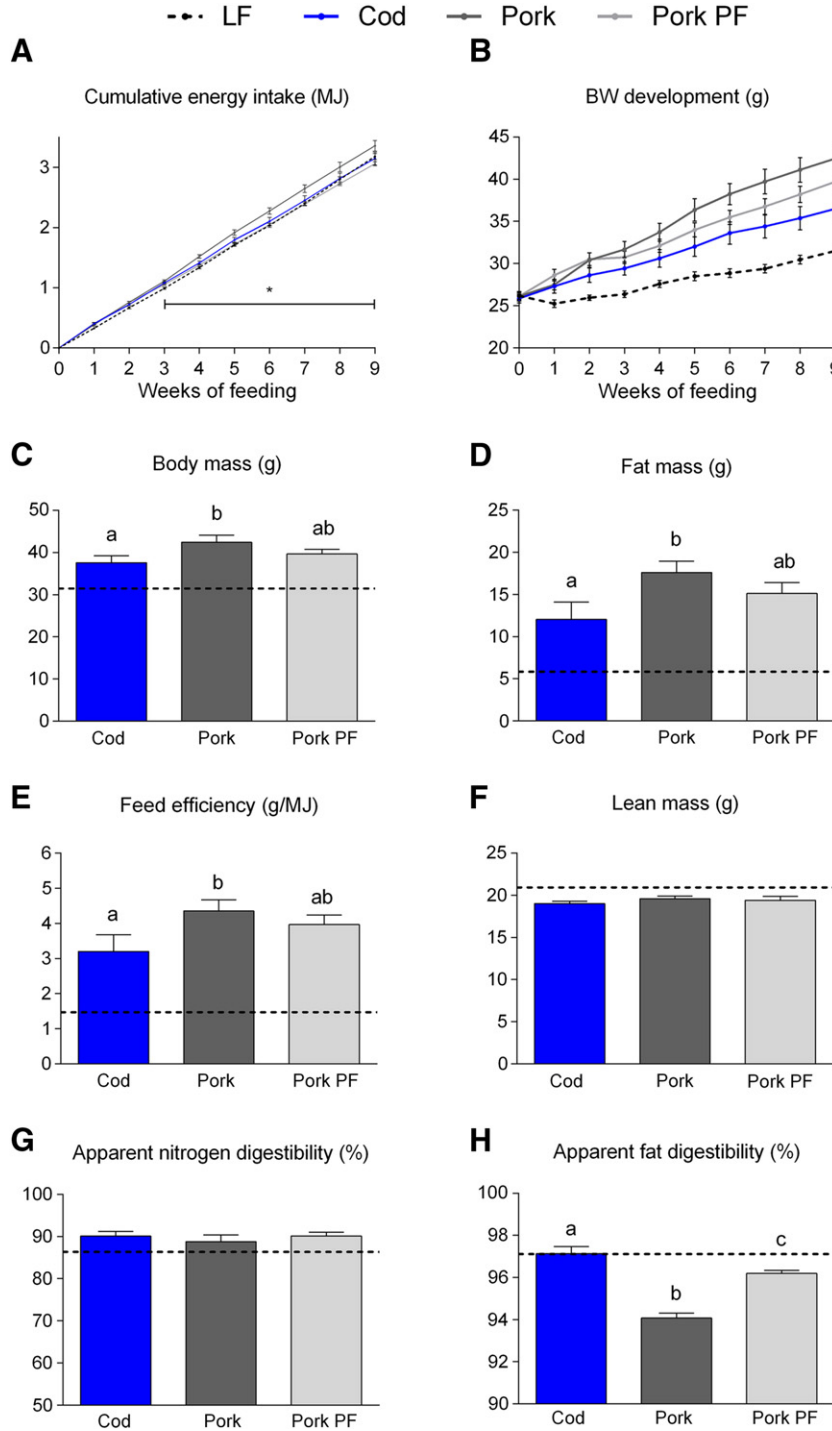 LF Cod Pork Pork PF
A B
Cumulative energy intake (MJ) BW development (g)
3
2
1
0
*
0 1 2 3 4 5 6 7 8 9
Weeks of feeding
45
40
35
30
25
20
0 1 2 3 4 5 6 7 8 9
Weeks of feeding
C D
Body mass (g) Fat mass (g)
50
40
30
20
10
0
a b ab
Cod Pork Pork PF
25
20
15
10
5
0
a b ab
Cod Pork Pork PF
E F
Feed efficiency (g/MJ) Lean mass (g)
6
5
4
3
2
1
0
a b ab
Cod Pork Pork PF
25
20
15
10
5
0
Cod Pork Pork PF
G H
Apparent nitrogen digestibility (%) Apparent fat digestibility (%)
100
90
80
70
60
50
Cod Pork Pork PF
100
98
96
94
92
90
a b c
Cod Pork Pork PF